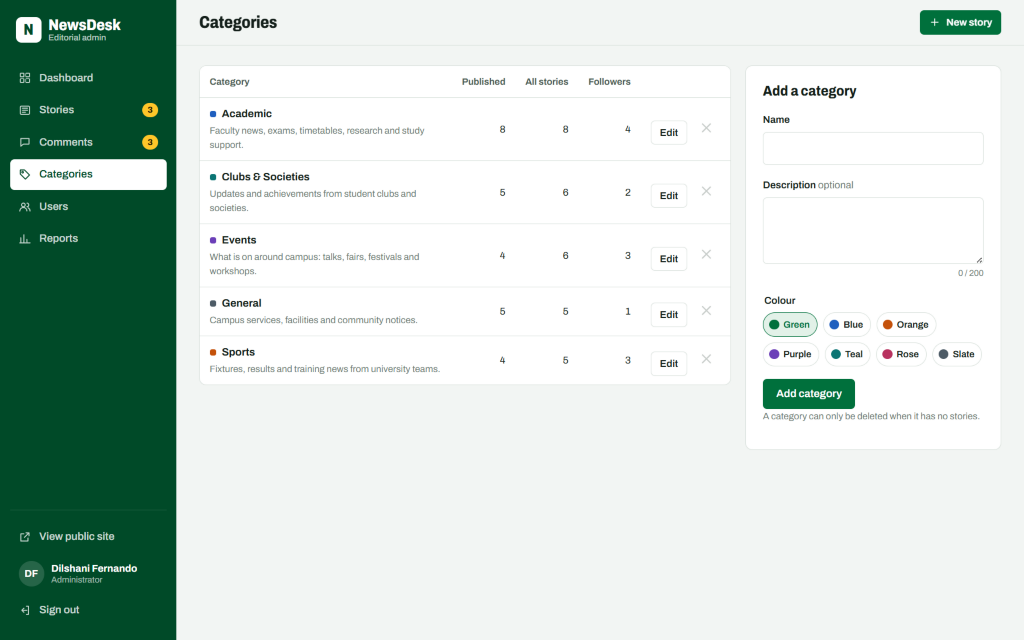 N NewsDesk
Editorial admin
Dashboard
Stories 3
Comments 3
Categories
Users
Reports
View public site
DF Dilshani Fernando
Administrator
Sign out
Categories
+ New story
Category Published All stories Followers
Academic
Faculty news, exams, timetables, research and study
support.
8 8 4 Edit
Clubs & Societies
Updates and achievements from student clubs and
societies.
5 6 2 Edit
Events
What is on around campus: talks, fairs, festivals and
workshops.
4 6 3 Edit
General
Campus services, facilities and community notices.
5 5 1 Edit
Sports
Fixtures, results and training news from university teams.
4 5 3 Edit
Add a category
Name
Description optional
0 / 200
Colour
Green Blue Orange
Purple Teal Rose Slate
Add category
A category can only be deleted when it has no stories.